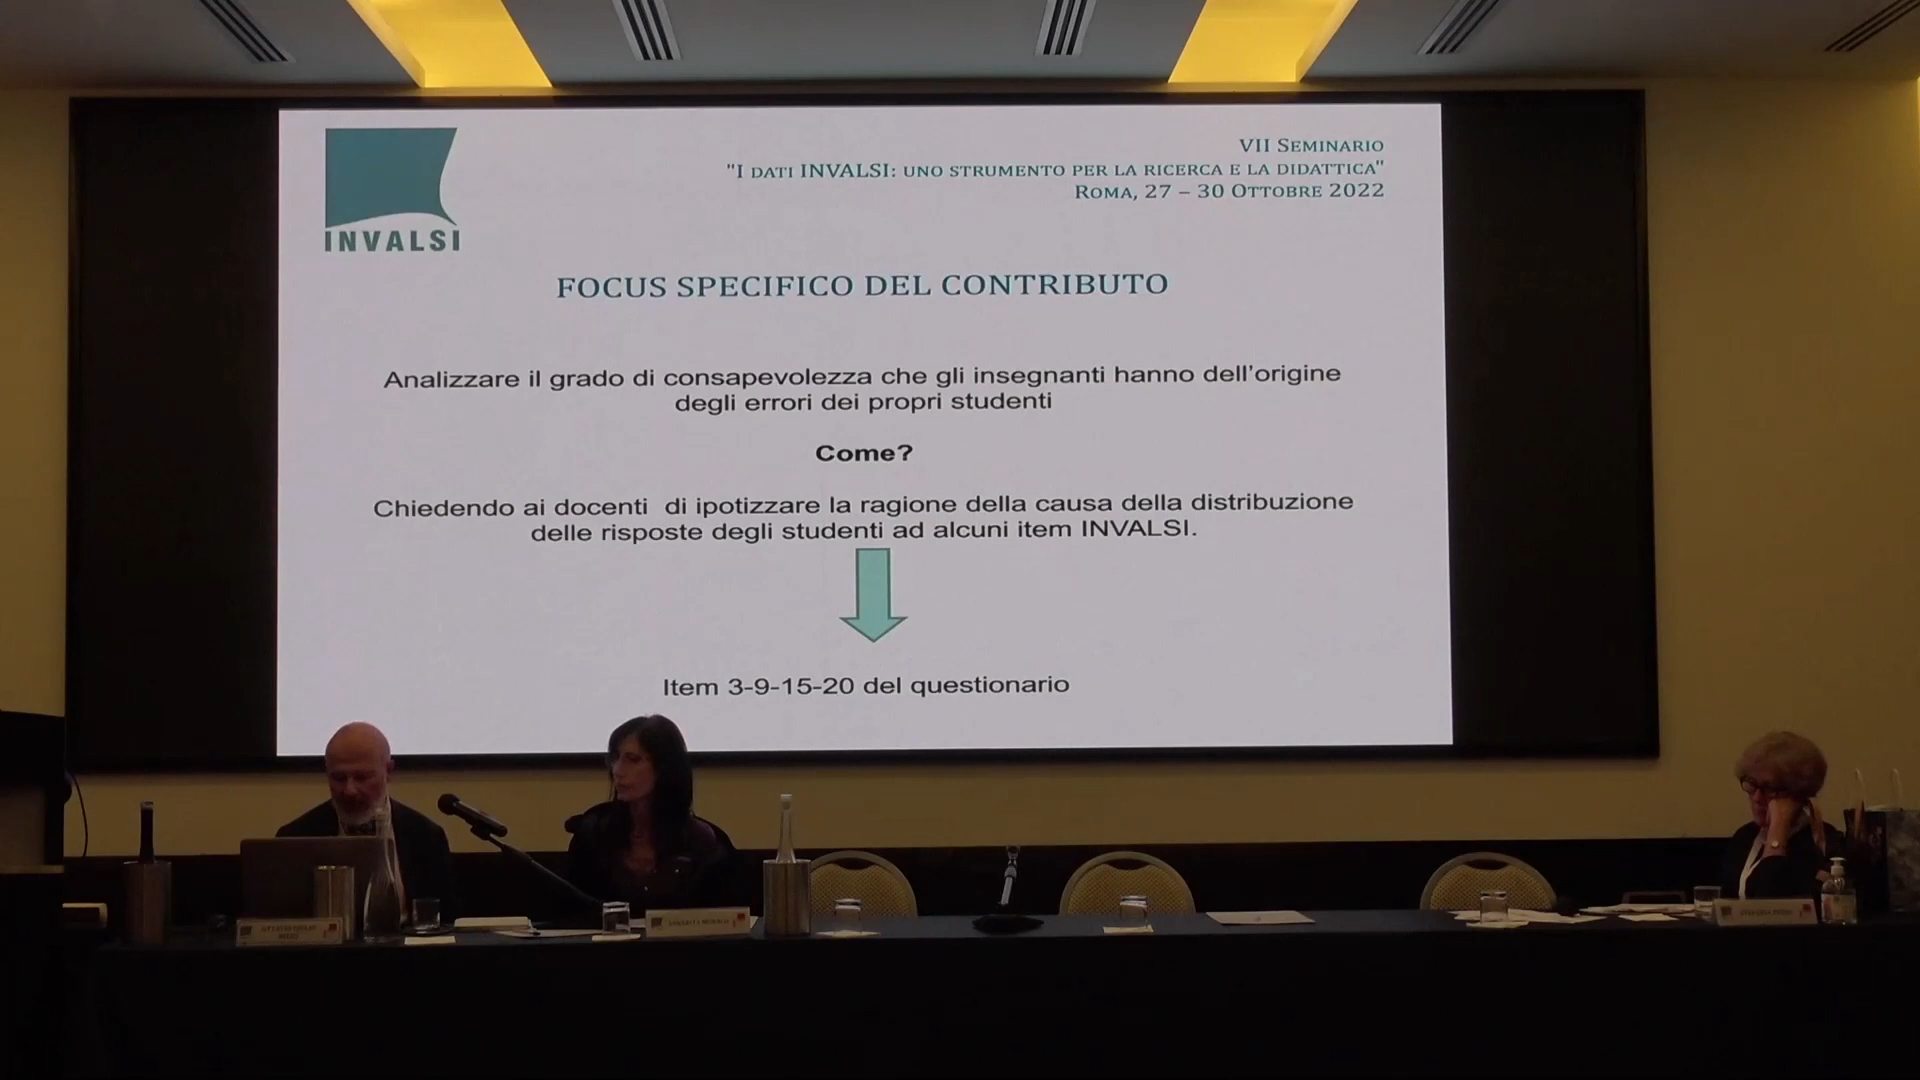 INVALSI
VII Seminario
"I dati INVALSI: uno strumento per la ricerca e la didattica"
Roma, 27 – 30 Ottobre 2022
FOCUS SPECIFICO DEL CONTRIBUTO
Analizzare il grado di consapevolezza che gli insegnanti hanno dell'origine
degli errori dei propri studenti
Come?
Chiedendo ai docenti di ipotizzare la ragione della causa della distribuzione
delle risposte degli studenti ad alcuni item INVALSI.
Item 3-9-15-20 del questionario